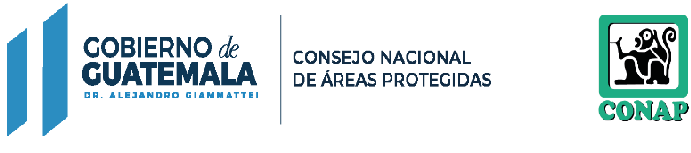 GOBIERNO de
GUATEMALA
DR. ALEJANDRO GIAMMATTEI
CONSEJO NACIONAL
DE ÁREAS PROTEGIDAS
CONAP